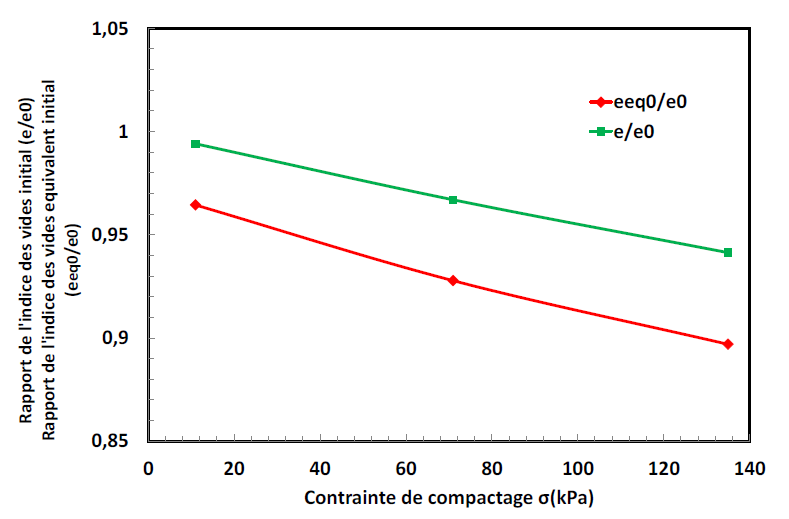 1,05
1
0,95
0,9
0,85
0
20
40
60
80
100
120
140
Rapport de l'indice des vides initial (e/e0)
Rapport de l'indice des vides equivalent initial
(eeq0/e0)
eeq0/e0
e/e0
Contrainte de compactage σ(kPa)